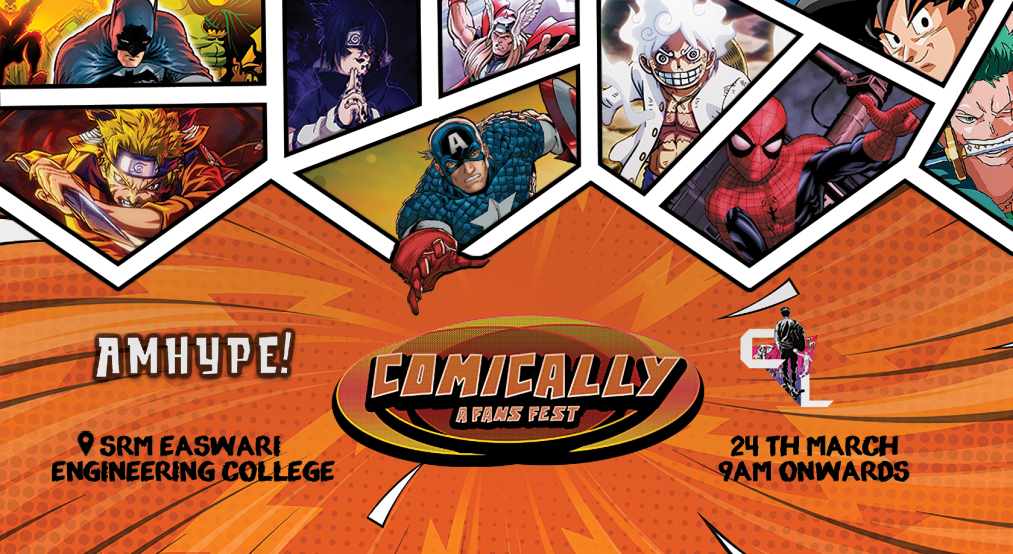 A
AMHYPE!
COMICALLY
A FANS FEST
SRM EASWARI
ENGINEERING COLLEGE
24 TH MARCH
9AM ONWARDS